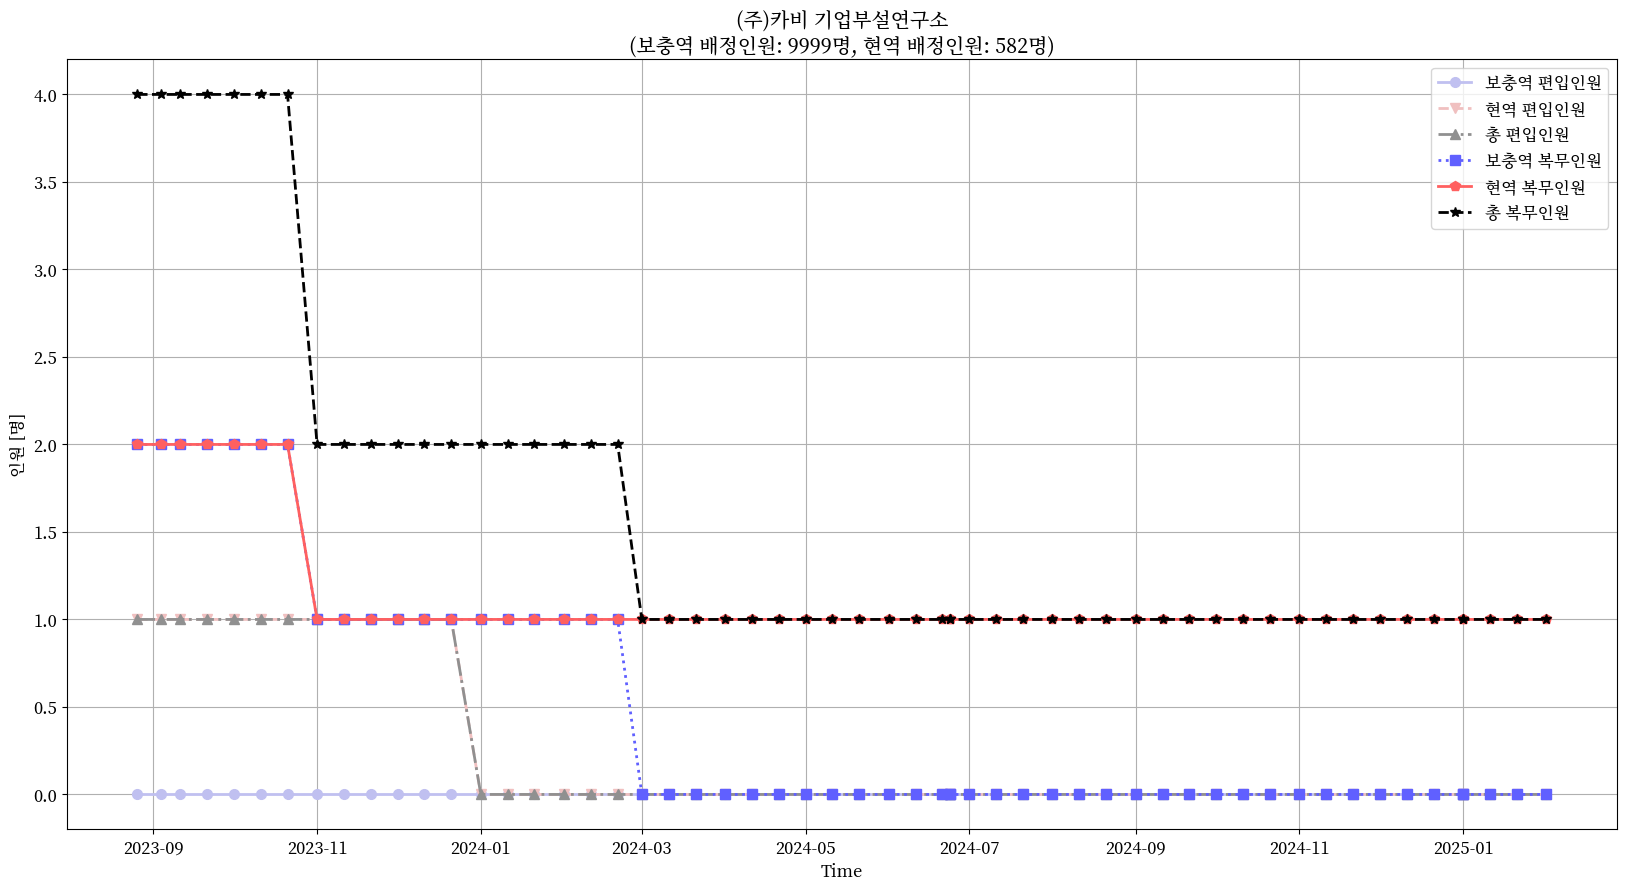 (주)카비 기업부설연구소
(보충역 배정인원: 9999명, 현역 배정인원: 582명)
보충역 편입인원
현역 편입인원
총 편입인원
보충역 복무인원
현역 복무인원
총 복무인원
인원 [명]
4.0
3.5
3.0
2.5
2.0
1.5
1.0
0.5
0.0
2023-09 2023-11 2024-01 2024-03 2024-05 2024-07 2024-09 2024-11 2025-01
Time